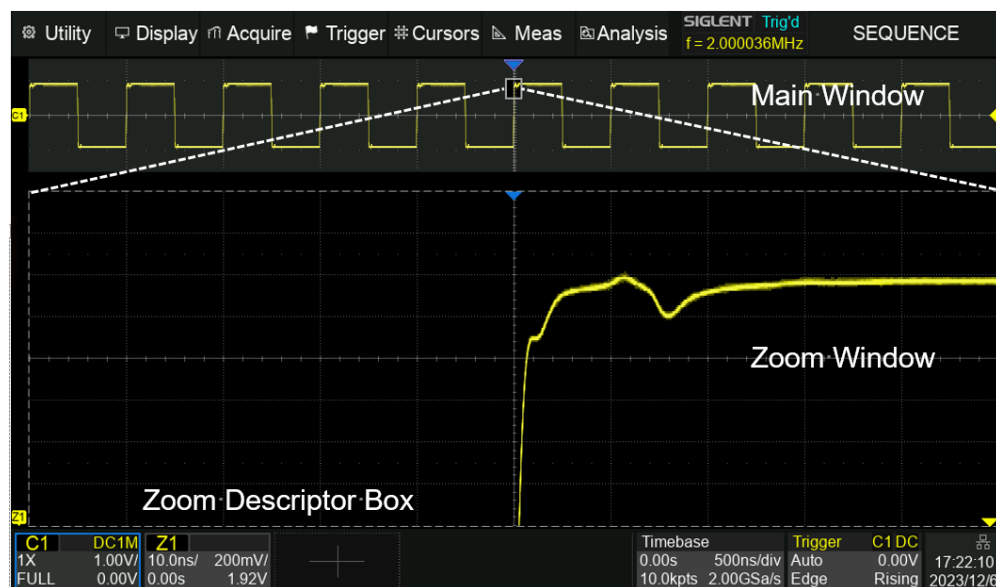 Utility Display Acquire Trigger Cursors Meas Analysis SIGLENT Trig'd SEQUENCE
f = 2.000036MHz
Main Window
C1
Zoom Window
Zoom Descriptor Box
Z1
C1 DC1M Z1 Timebase Trigger C1 DC
1X 1.00V/ 10.0ns/ 200mV/ 0.00s 500ns/div Auto 0.00V 17:22:10
FULL 0.00V 0.00s 1.92V 10.0kpts 2.00GSa/s Edge Rising 2023/12/6